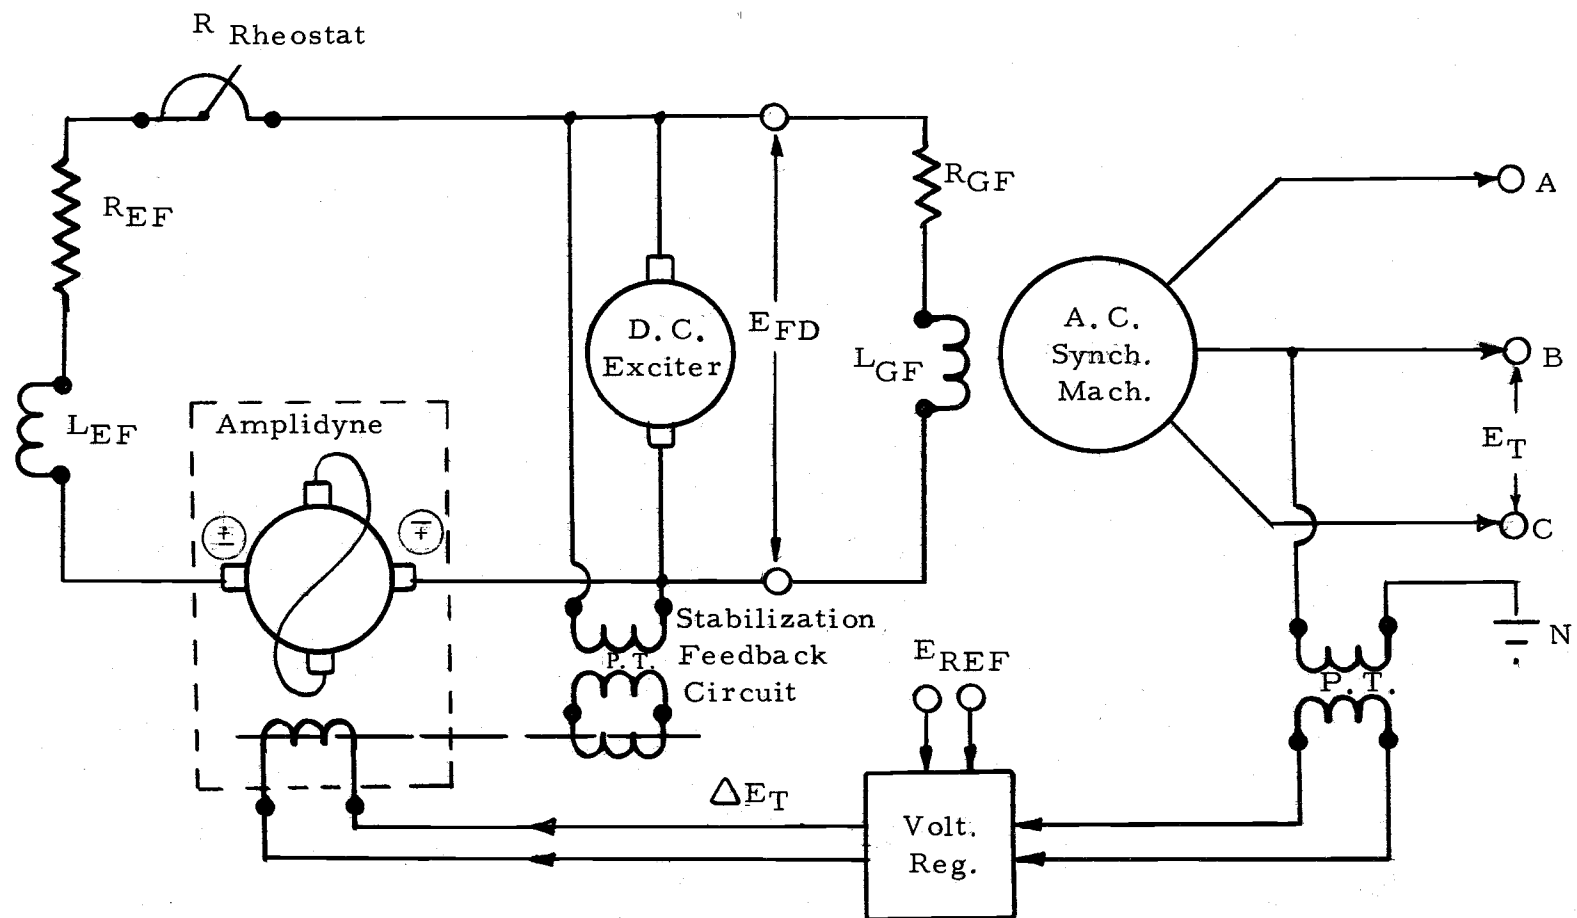 R Rheostat
R_EF
L_EF
Amplidyne
±
∓
D. C.
Exciter
E_FD
R_GF
L_GF
A. C.
Synch.
Mach.
A
B
E_T
C
N
Stabilization
Feedback
Circuit
P. T.
E_REF
P. T.
ΔE_T
Volt.
Reg.